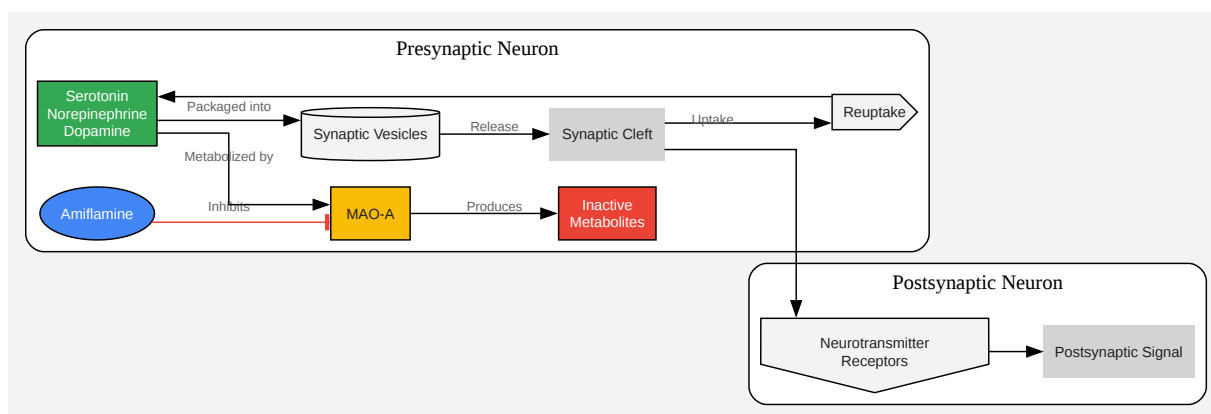 Presynaptic Neuron
Serotonin
Norepinephrine
Dopamine
Packaged into
Synaptic Vesicles
Release
Synaptic Cleft
Uptake
Reuptake
Metabolized by
Amiflamine
Inhibits
MAO-A
Produces
Inactive
Metabolites
Postsynaptic Neuron
Neurotransmitter
Receptors
Postsynaptic Signal